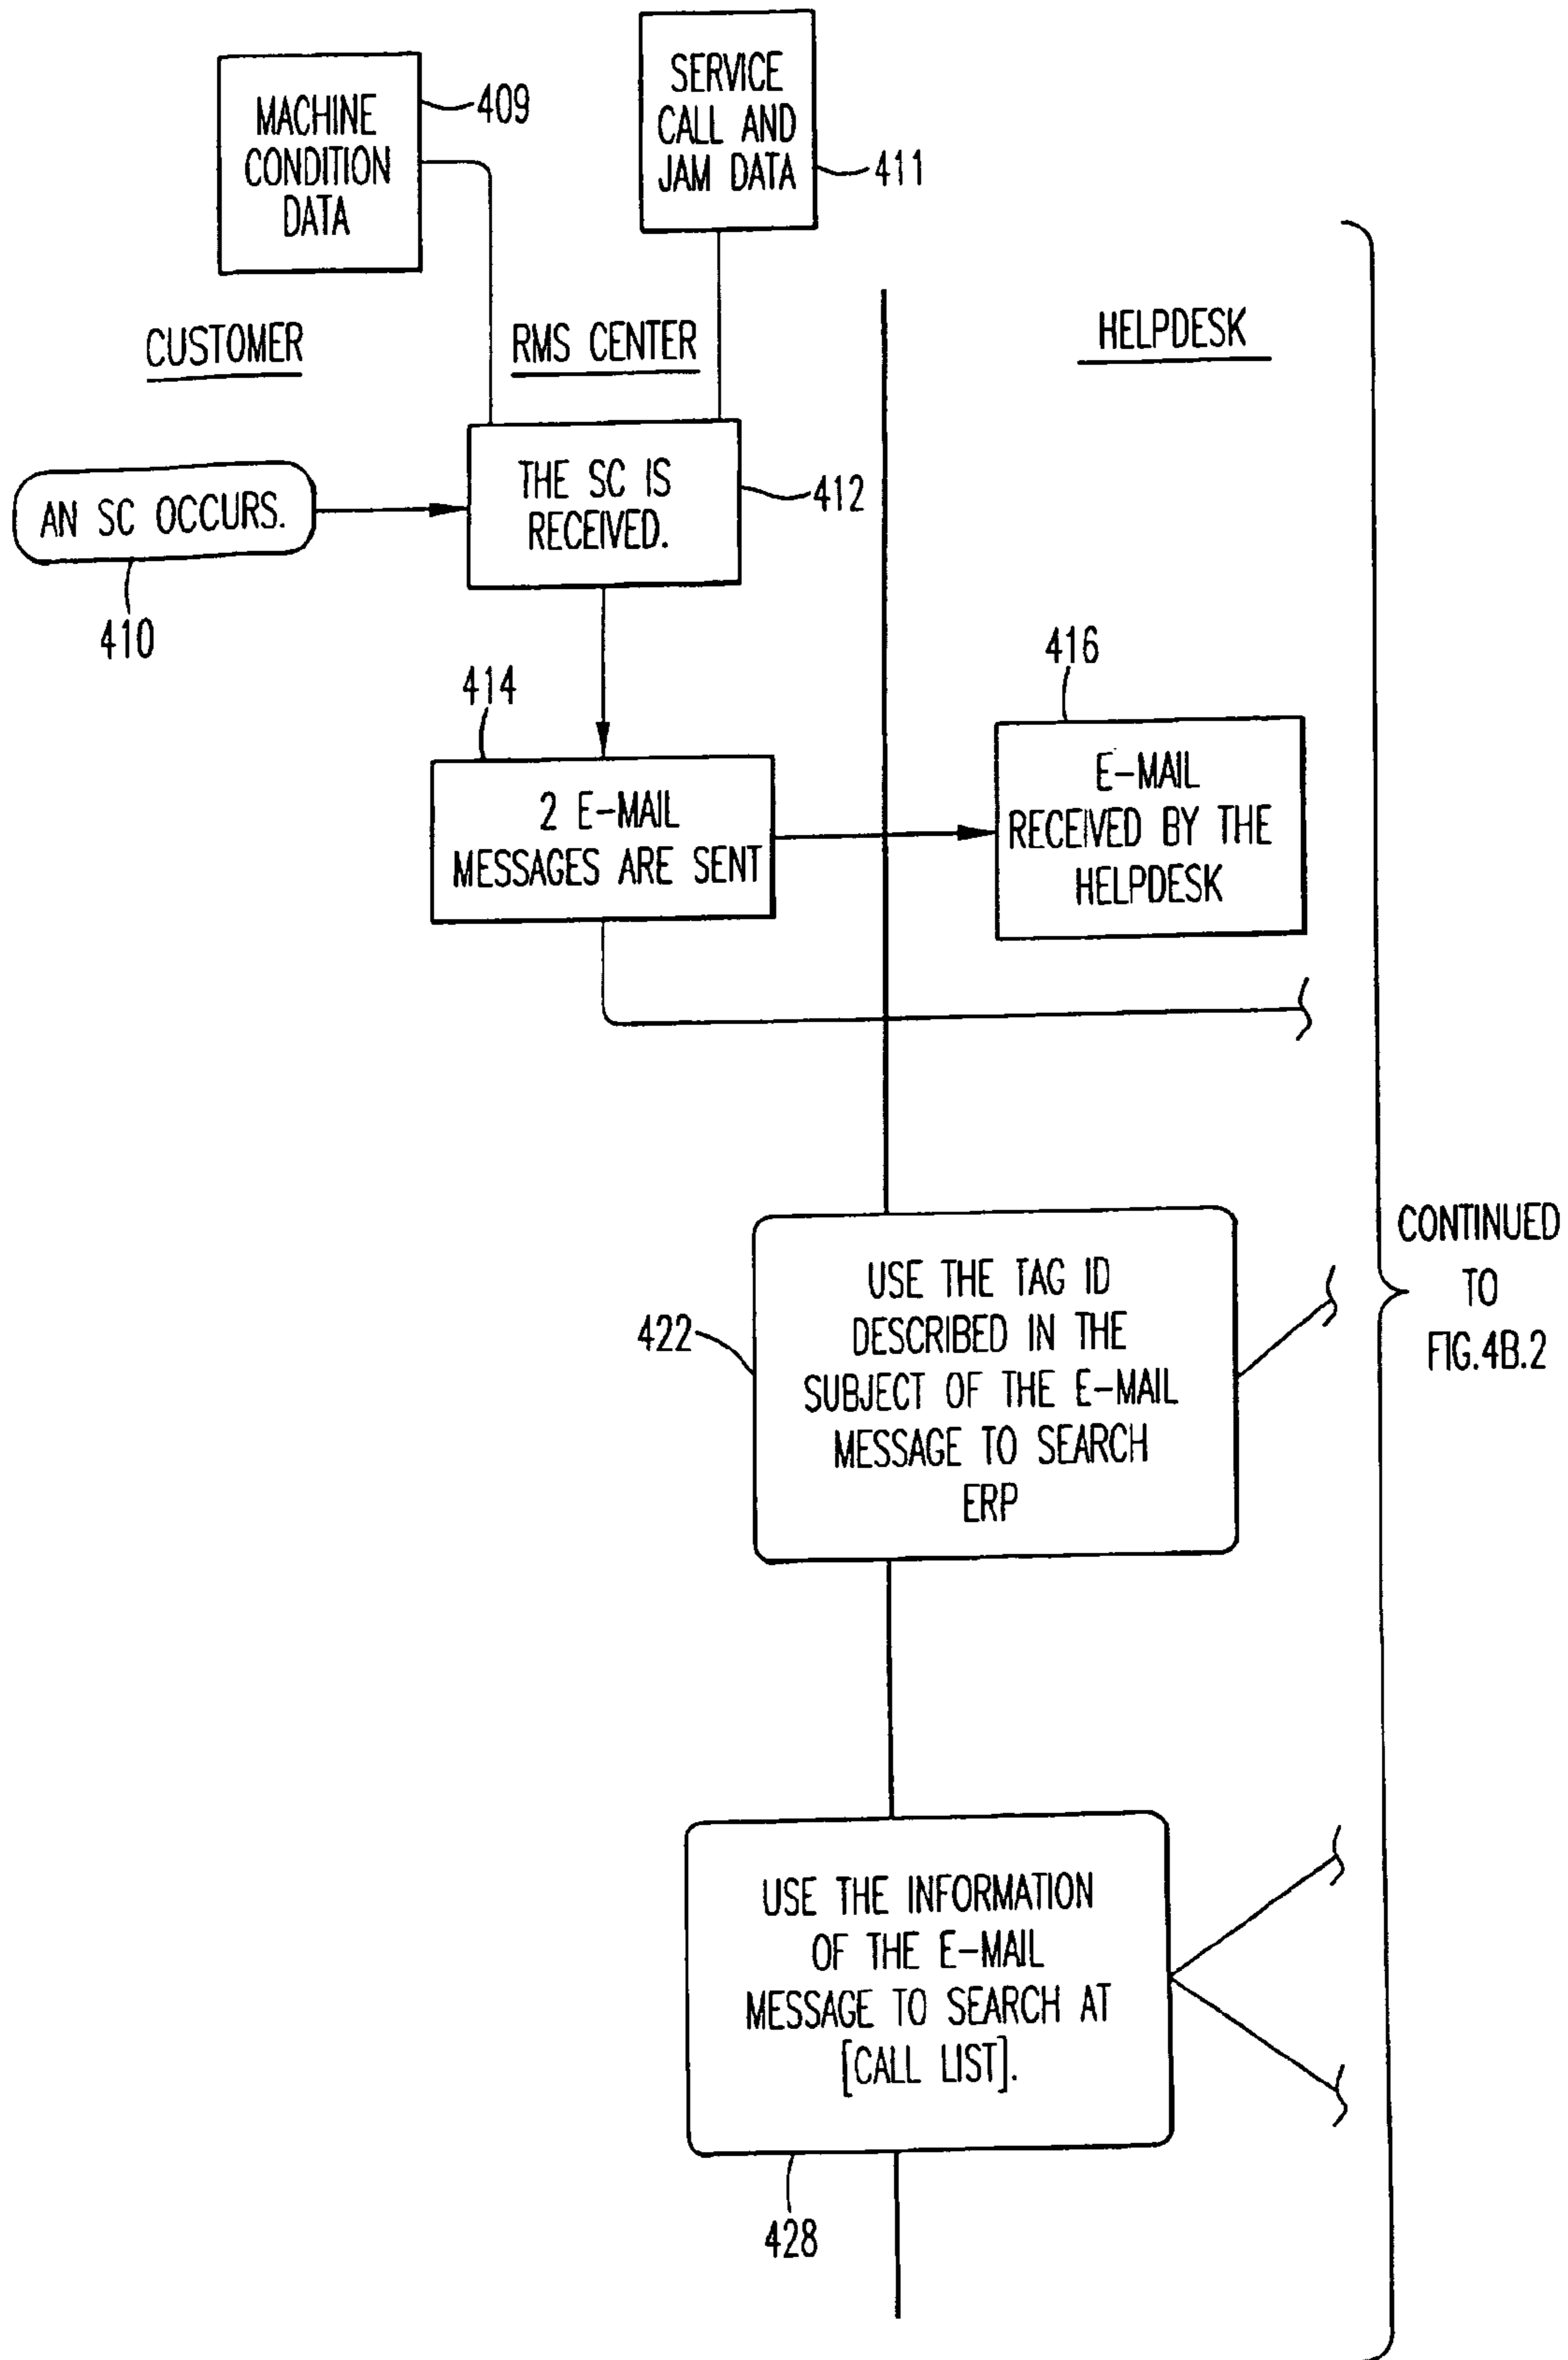 MACHINE
CONDITION
DATA
409
SERVICE
CALL AND
JAM DATA
411
CUSTOMER
RMS CENTER
HELPDESK
AN SC OCCURS.
410
THE SC IS
RECEIVED.
412
414
2 E-MAIL
MESSAGES ARE SENT
416
E-MAIL
RECEIVED BY THE
HELPDESK
422
USE THE TAG ID
DESCRIBED IN THE
SUBJECT OF THE E-MAIL
MESSAGE TO SEARCH
ERP
CONTINUED
TO
FIG.4B.2
USE THE INFORMATION
OF THE E-MAIL
MESSAGE TO SEARCH AT
[CALL LIST].
428